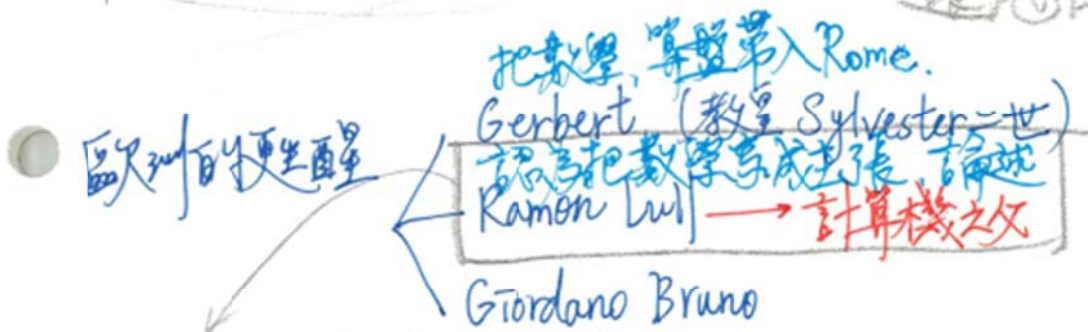 把數學,算盤帶入Rome.
Gerbert (教皇 Sylvester二世)
歐洲的更生醒
認為把數學寫成主張,論述
Ramon Lull → 計算機之父
Giordano Bruno